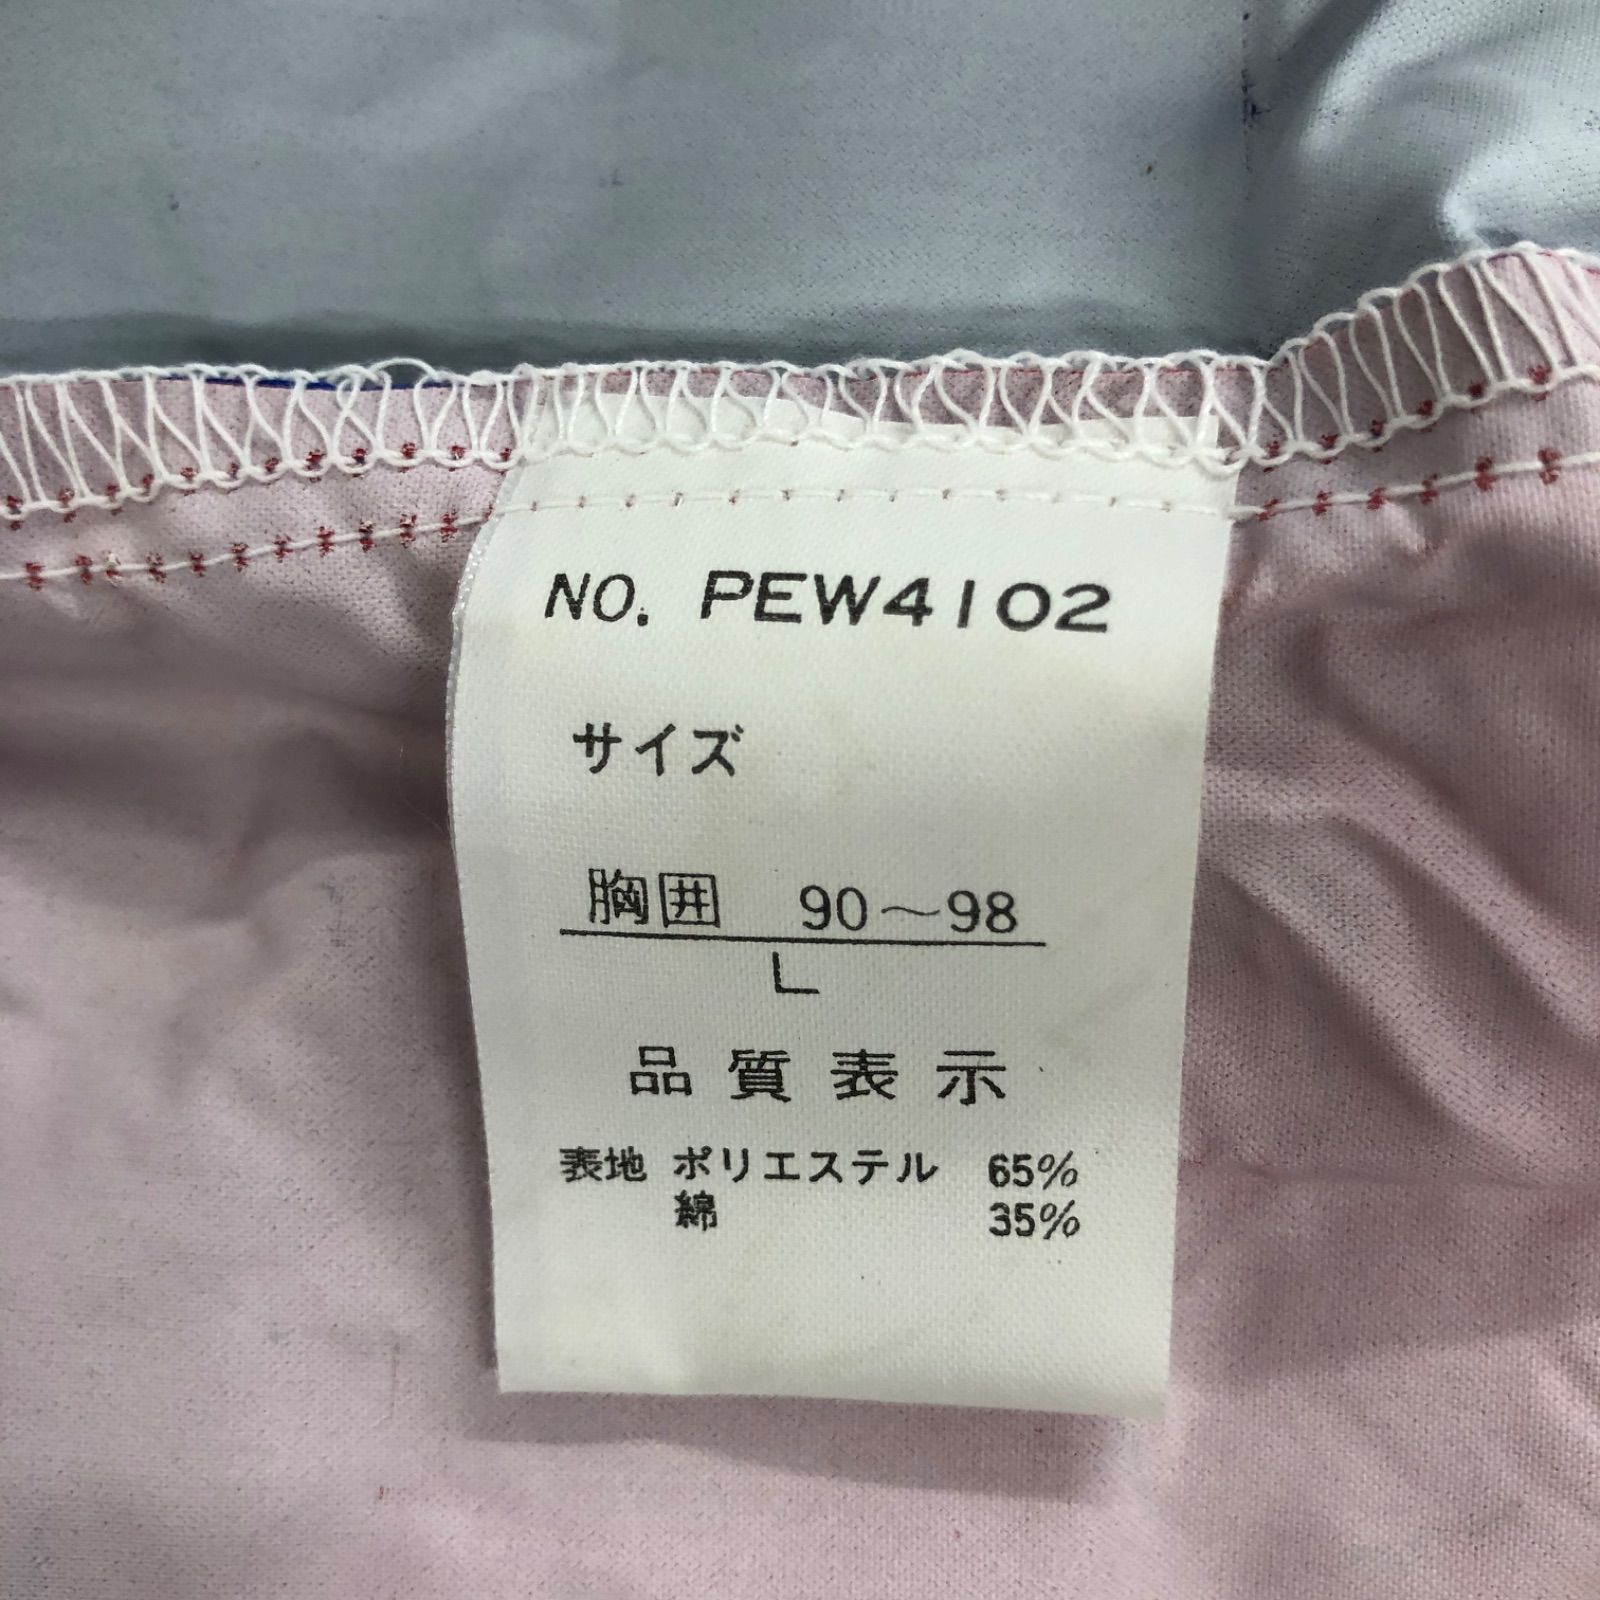 NO. PEW4102
サイズ
胸囲 90〜98
L
品質表示
表地 ポリエステル 65%
綿 35%